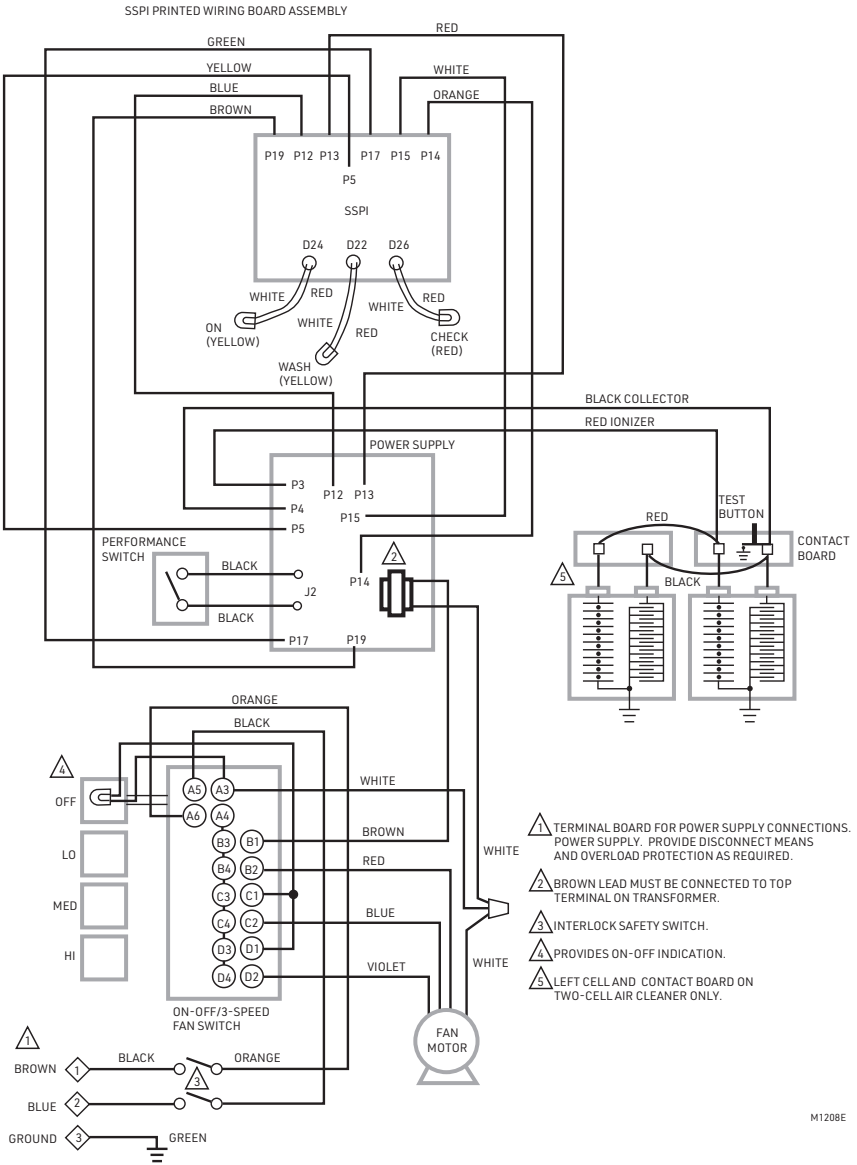 SSPI PRINTED WIRING BOARD ASSEMBLY
RED
GREEN
YELLOW
WHITE
BLUE
ORANGE
BROWN
P19 P12 P13 P17 P15 P14
P5
SSPI
D24 D22 D26
WHITE RED WHITE RED
WHITE RED
ON
(YELLOW)
CHECK
(RED)
WASH
(YELLOW)
BLACK COLLECTOR
RED IONIZER
POWER SUPPLY
P3
P12 P13
P4
P15
P5
TEST
BUTTON
RED
CONTACT
BOARD
PERFORMANCE
SWITCH
2
BLACK
P14
J2
5
BLACK
BLACK
P17 P19
ORANGE
BLACK
4
OFF
A5 A3
WHITE
A6 A4
BROWN
B3 B1
LO
WHITE
RED
B4 B2
C3 C1
MED
BLUE
C4 C2
HI
D3 D1
WHITE
VIOLET
D4 D2
ON-OFF/3-SPEED
FAN SWITCH
FAN
MOTOR
1 TERMINAL BOARD FOR POWER SUPPLY CONNECTIONS.
POWER SUPPLY. PROVIDE DISCONNECT MEANS
AND OVERLOAD PROTECTION AS REQUIRED.
2 BROWN LEAD MUST BE CONNECTED TO TOP
TERMINAL ON TRANSFORMER.
3 INTERLOCK SAFETY SWITCH.
4 PROVIDES ON-OFF INDICATION.
5 LEFT CELL AND CONTACT BOARD ON
TWO-CELL AIR CLEANER ONLY.
1
BROWN 1 BLACK ORANGE
3
BLUE 2
GROUND 3 GREEN
M1208E